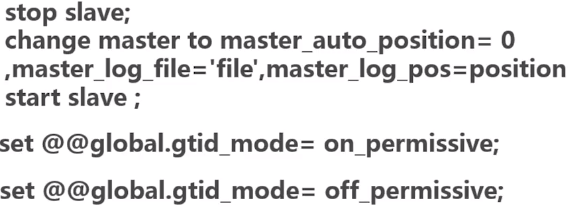 stop slave;
change master to master_auto_position= 0
,master_log_file='file',master_log_pos=position
start slave ;
set @@global.gtid_mode= on_permissive;
set @@global.gtid_mode= off_permissive;